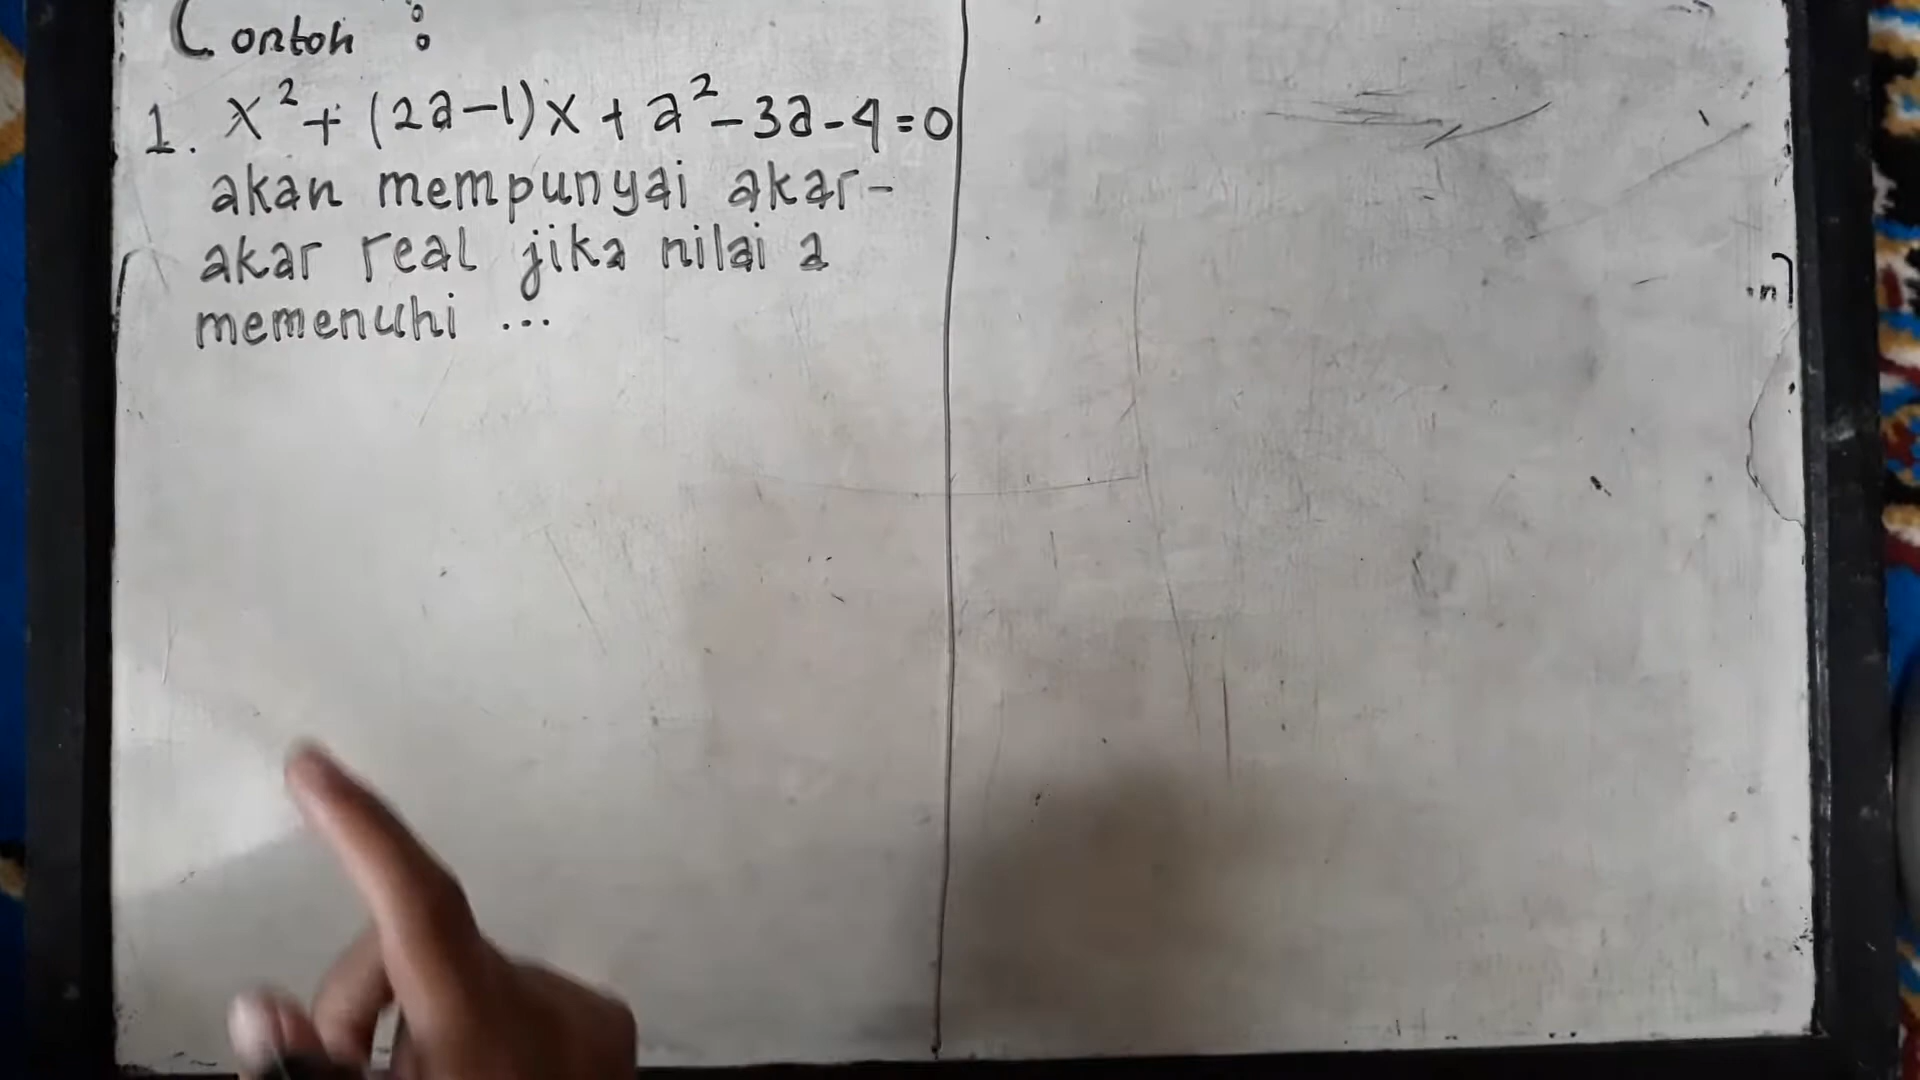 Contoh :
1. x² + (2a-1)x + a² - 3a - 4 = 0
akan mempunyai akar-
akar real jika nilai a
memenuhi ...